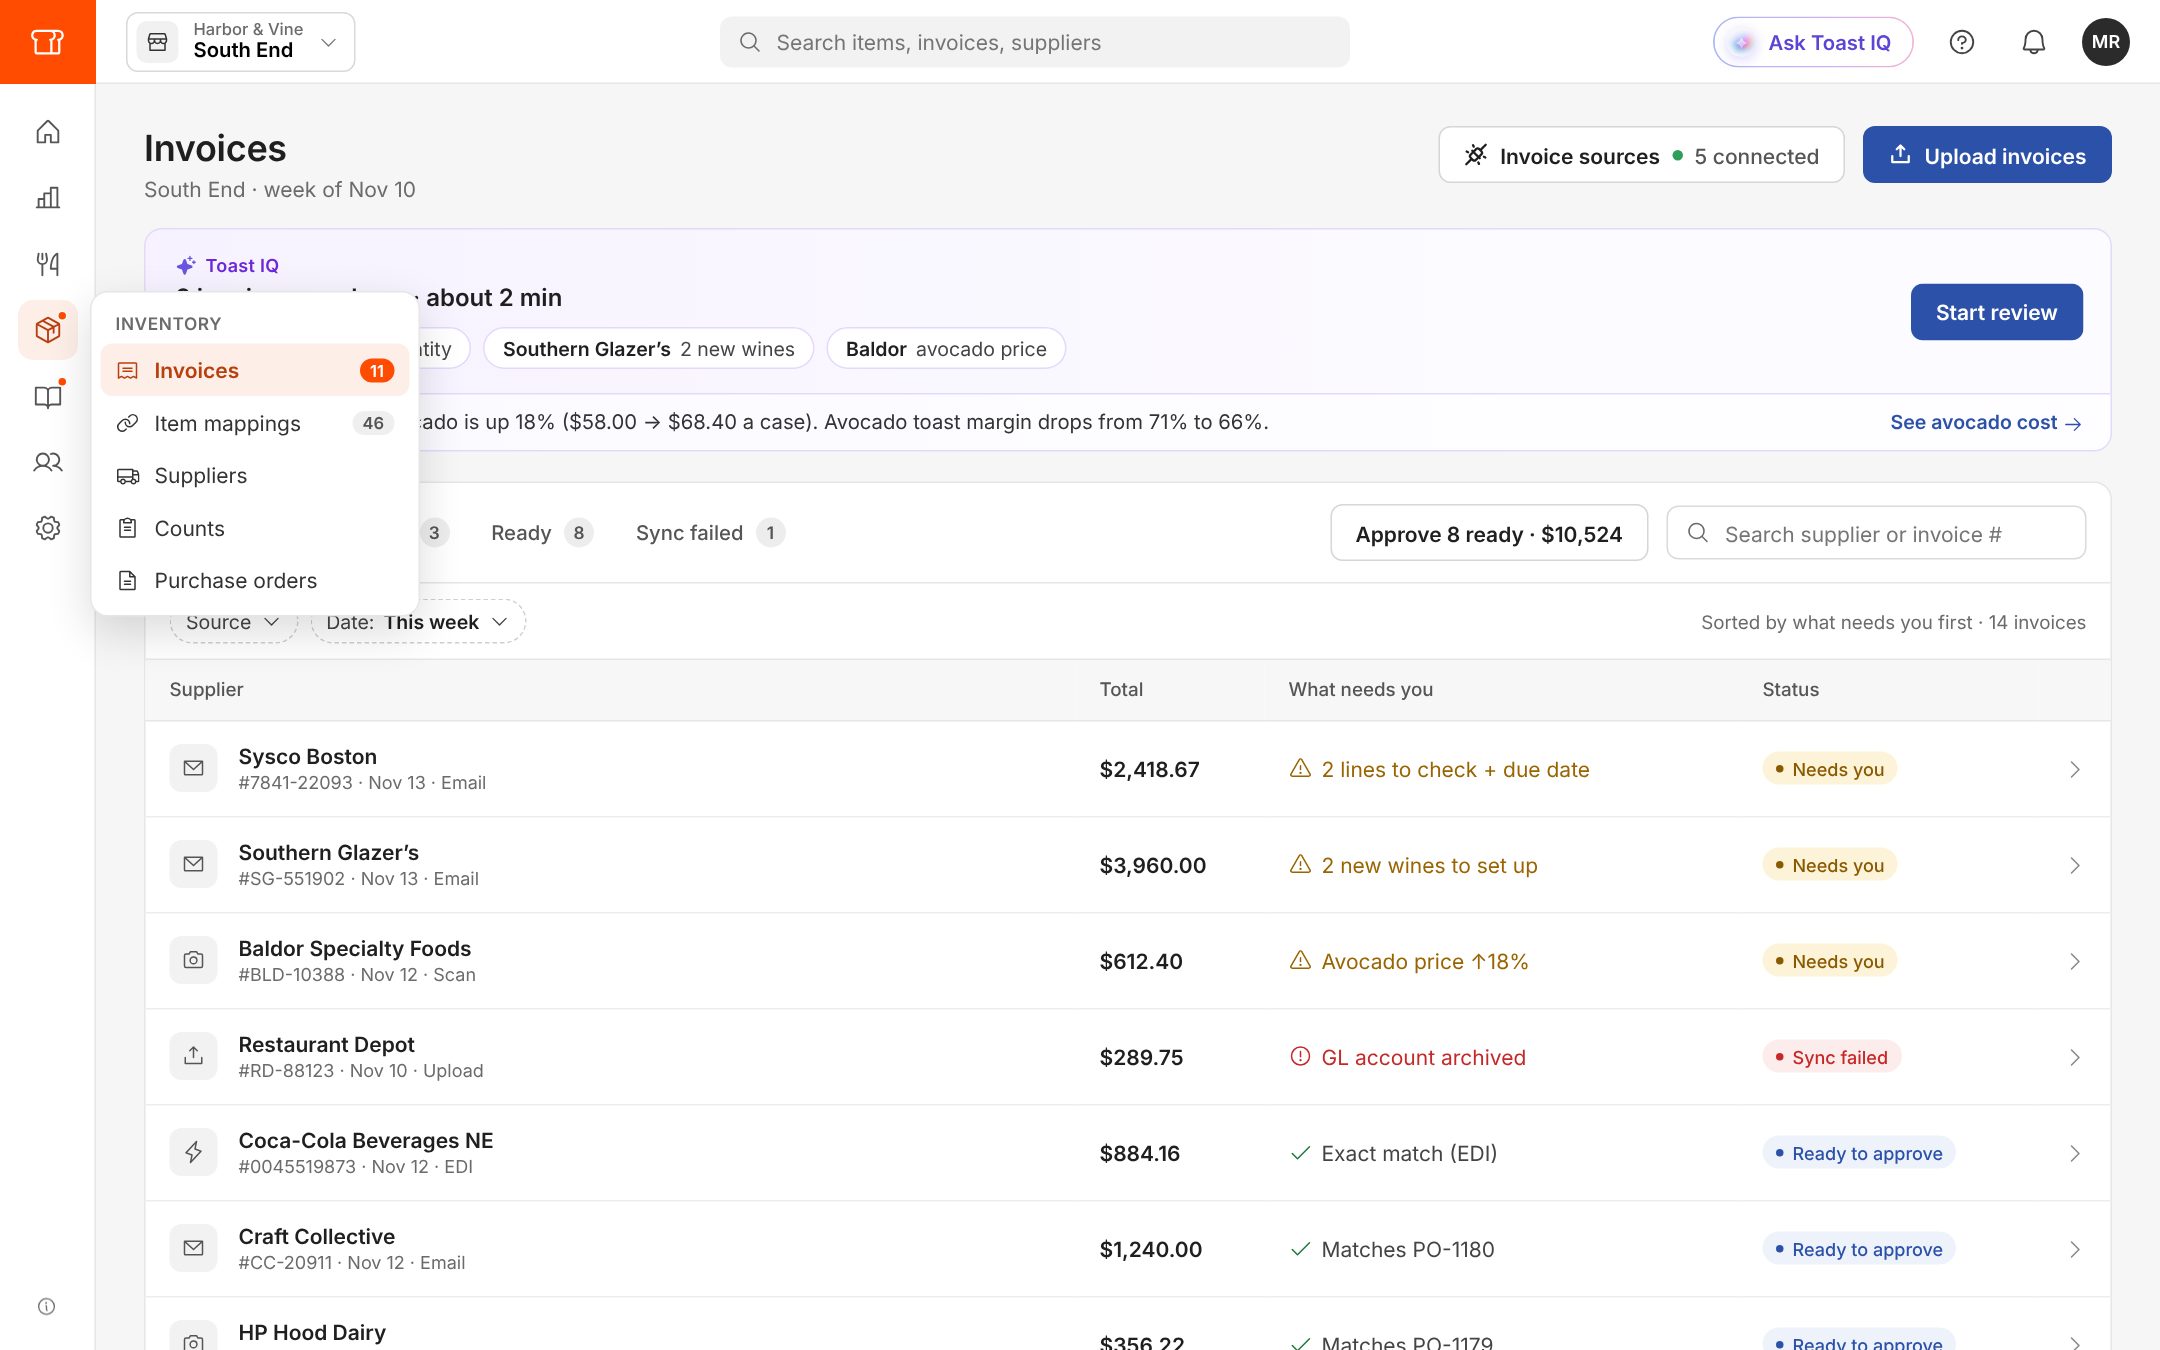 Harbor & Vine
South End
Search items, invoices, suppliers
Ask Toast IQ
MR
Invoices
South End · week of Nov 10
Invoice sources 5 connected
Upload invoices
Toast IQ
about 2 min
Start review
Southern Glazer’s 2 new wines
Baldor avocado price
is up 18% ($58.00 → $68.40 a case). Avocado toast margin drops from 71% to 66%.
See avocado cost →
INVENTORY
Invoices 11
Item mappings 46
Suppliers
Counts
Purchase orders
3
Ready 8
Sync failed 1
Approve 8 ready · $10,524
Search supplier or invoice #
Source
Date: This week
Sorted by what needs you first · 14 invoices
Supplier Total What needs you Status
Sysco Boston
#7841-22093 · Nov 13 · Email
$2,418.67
2 lines to check + due date
Needs you
Southern Glazer’s
#SG-551902 · Nov 13 · Email
$3,960.00
2 new wines to set up
Needs you
Baldor Specialty Foods
#BLD-10388 · Nov 12 · Scan
$612.40
Avocado price ↑18%
Needs you
Restaurant Depot
#RD-88123 · Nov 10 · Upload
$289.75
GL account archived
Sync failed
Coca-Cola Beverages NE
#0045519873 · Nov 12 · EDI
$884.16
Exact match (EDI)
Ready to approve
Craft Collective
#CC-20911 · Nov 12 · Email
$1,240.00
Matches PO-1180
Ready to approve
HP Hood Dairy
$356.22
Matches PO-1179
Ready to approve